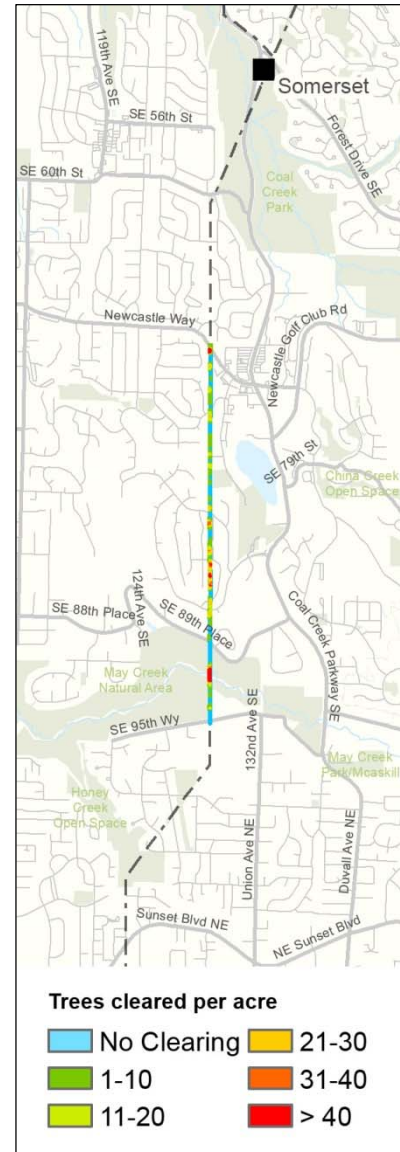 119th Ave SE
Somerset
SE 56th St
Forest Drive SE
SE 60th St
Coal
Creek
Park
Newcastle Way
Newcastle Golf Club Rd
SE 79th St
China Creek
Open Space
124th Ave SE
SE 88th Place
SE 89th Place
Coal Creek Parkway SE
May Creek
Natural Area
SE 95th Wy
132nd Ave SE
May Creek
Park/Mcaskill
Honey
Creek
Open Space
Union Ave NE
Duvall Ave NE
Sunset Blvd NE
NE Sunset Blvd
Trees cleared per acre
No Clearing
21-30
1-10
31-40
11-20
> 40